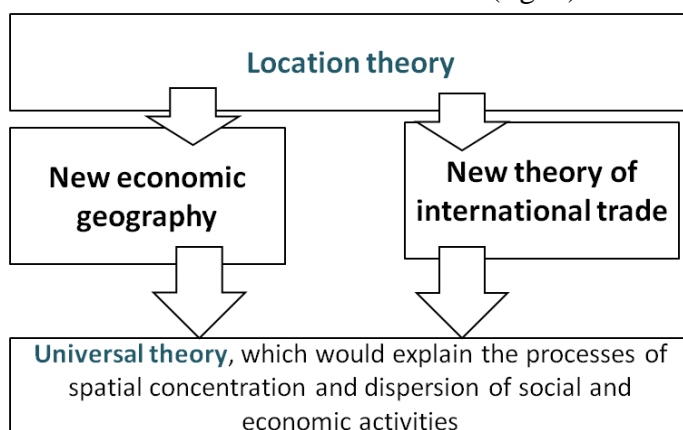 Location theory
New economic
geography
New theory of
international trade
Universal theory, which would explain the processes of
spatial concentration and dispersion of social and
economic activities